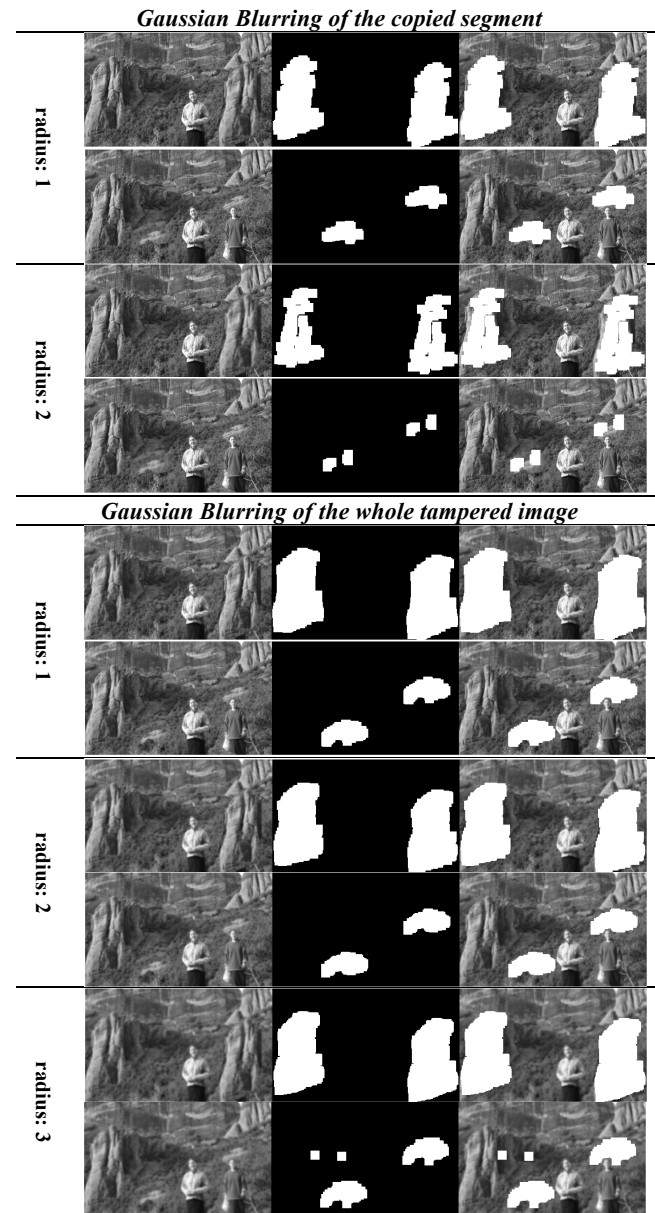 Gaussian Blurring of the copied segment
radius: 1
radius: 2
Gaussian Blurring of the whole tampered image
radius: 1
radius: 2
radius: 3